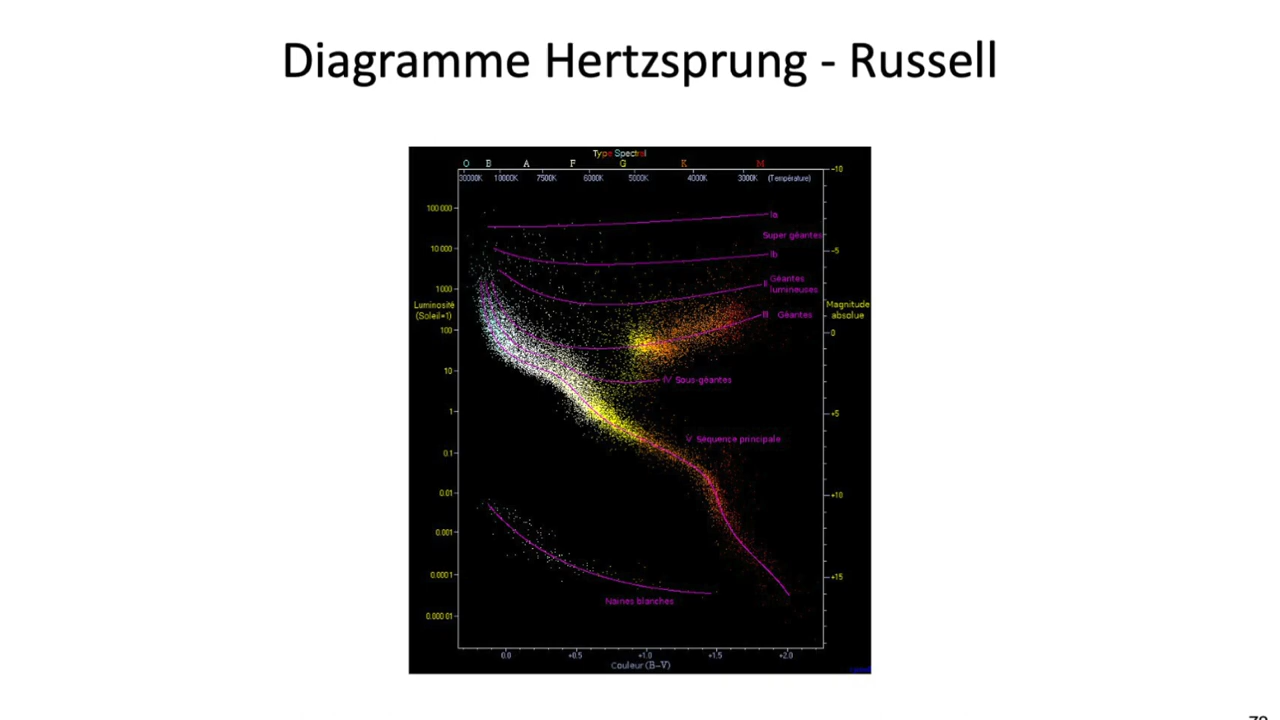 Diagramme Hertzsprung - Russell
Type Spectral
O B A F G K M
30000K 10000K 7500K 6000K 5000K 4000K 3000K (Température)
-10
100 000
Ia
Super géantes
10 000
-5
Ib
1000
II Géantes
lumineuses
Luminosité
(Soleil=1)
Magnitude
absolue
III Géantes
100
0
10
IV Sous-géantes
1
+5
V Séquence principale
0.1
0.01
+10
0.001
0.0001
+15
Naines blanches
0.00001
0.0 +0.5 +1.0 +1.5 +2.0
Couleur (B-V)